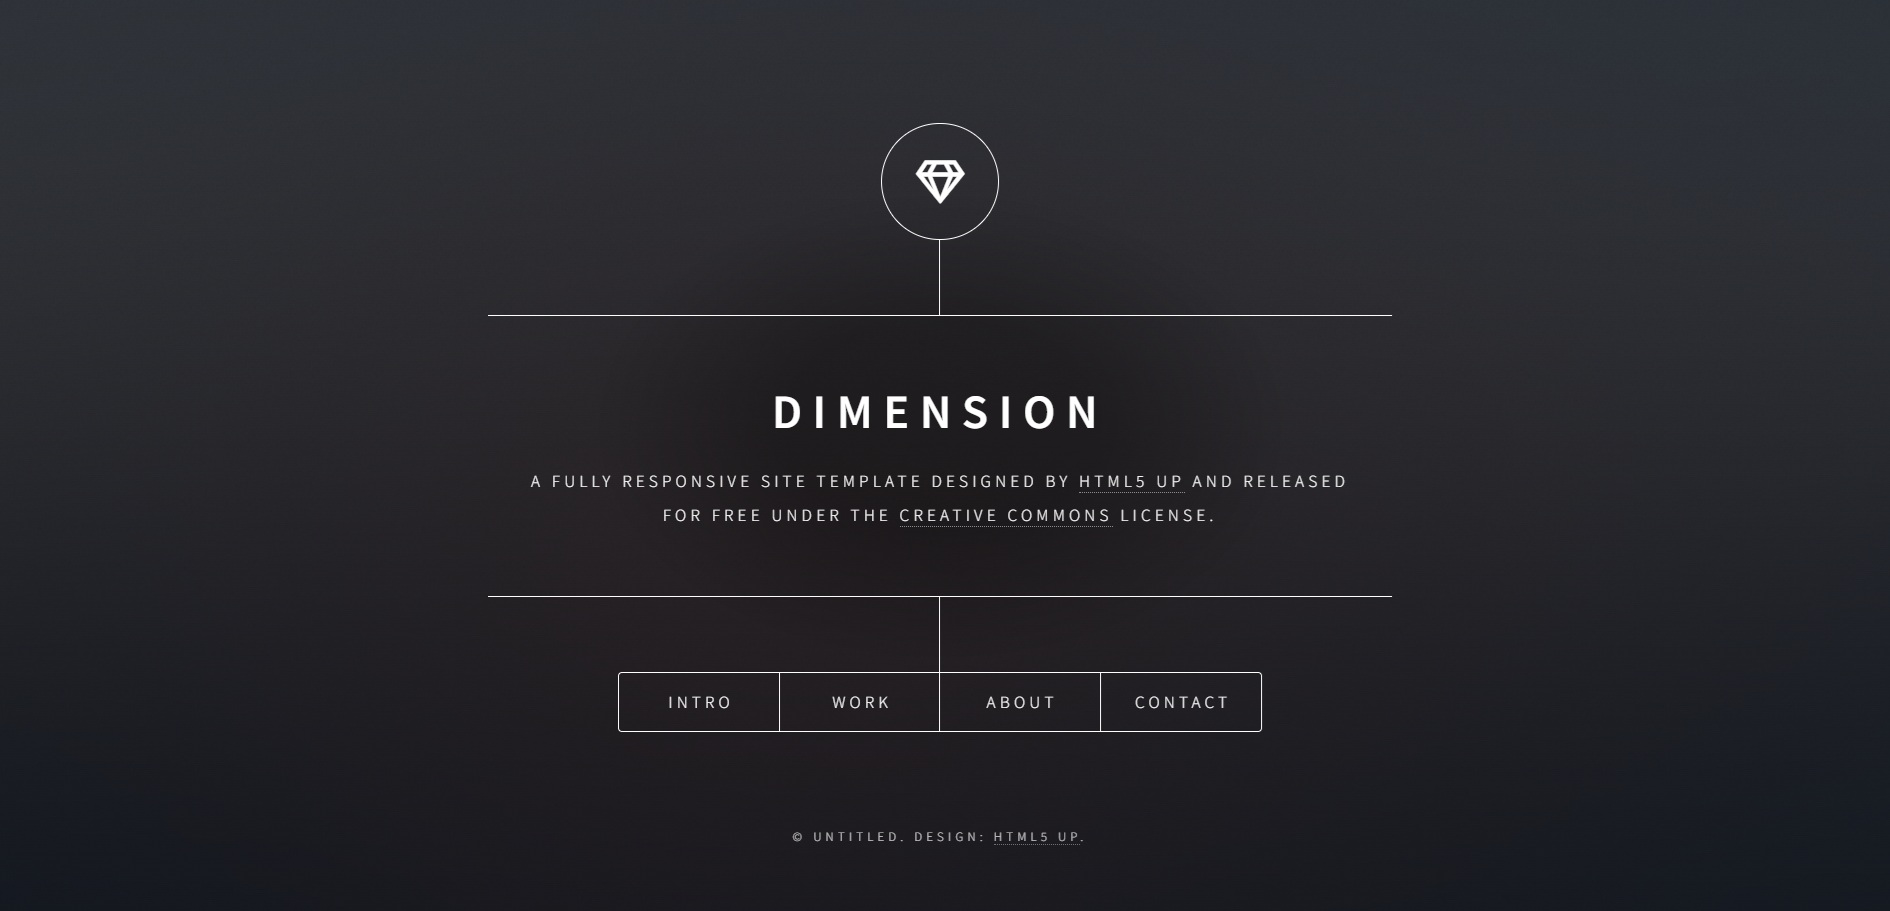 DIMENSION
A FULLY RESPONSIVE SITE TEMPLATE DESIGNED BY HTML5 UP AND RELEASED
FOR FREE UNDER THE CREATIVE COMMONS LICENSE.
INTRO WORK ABOUT CONTACT
© UNTITLED. DESIGN: HTML5 UP.